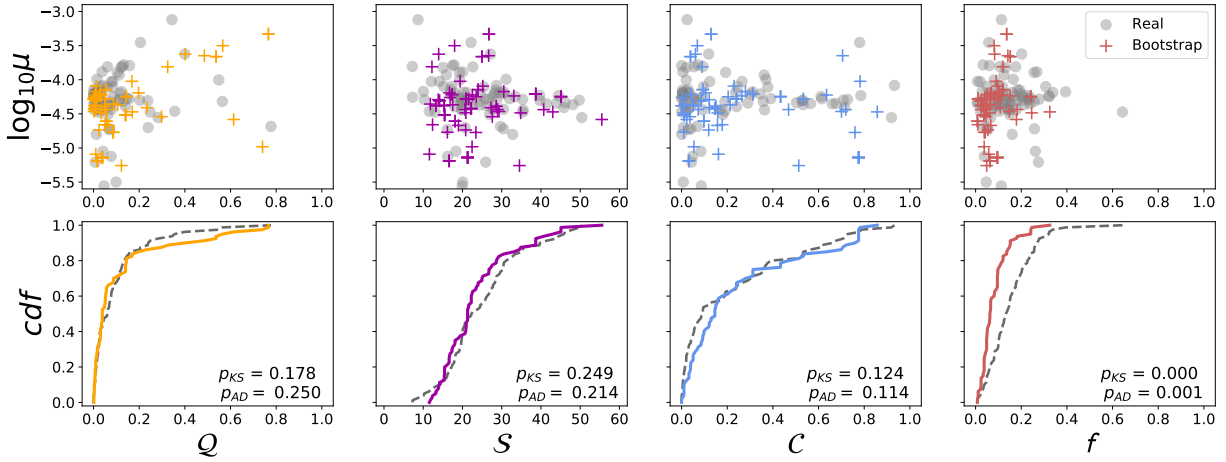 log₁₀μ
−3.0
−3.5
−4.0
−4.5
−5.0
−5.5
0.0 0.2 0.4 0.6 0.8 1.0
10 20 30 40 50 60
0.0 0.2 0.4 0.6 0.8 1.0
0.0 0.2 0.4 0.6 0.8 1.0
Real
Bootstrap
cdf
1.0
0.8
0.6
0.4
0.2
0.0
p_KS = 0.178
p_AD = 0.250
p_KS = 0.249
p_AD = 0.214
p_KS = 0.124
p_AD = 0.114
p_KS = 0.000
p_AD = 0.001
0.0 0.2 0.4 0.6 0.8 1.0
0 10 20 30 40 50 60
0.0 0.2 0.4 0.6 0.8 1.0
0.0 0.2 0.4 0.6 0.8 1.0
𝒬
𝒮
𝒞
f